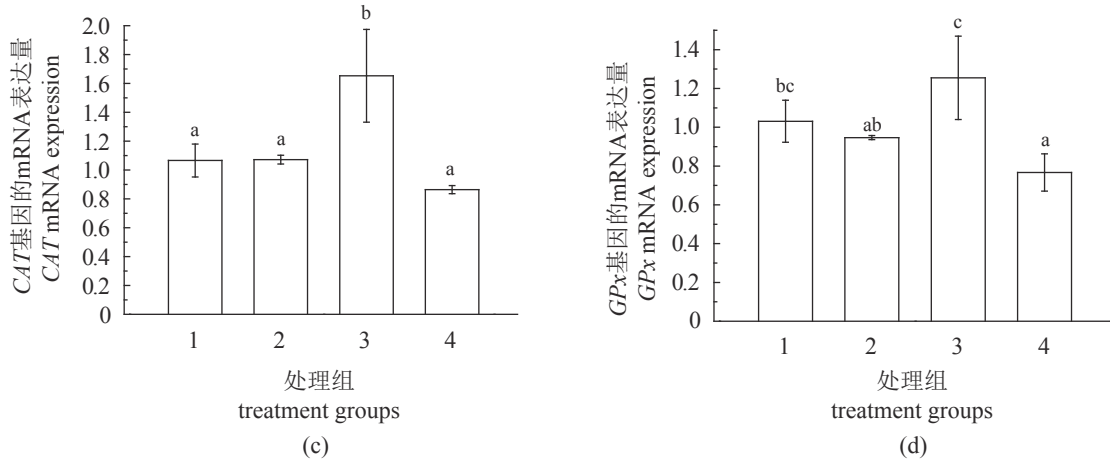 CAT基因的mRNA表达量
CAT mRNA expression
2.0
1.8
1.6
1.4
1.2
1.0
0.8
0.6
0.4
0.2
0
a
a
b
a
1 2 3 4
处理组
treatment groups
(c)
GPx基因的mRNA表达量
GPx mRNA expression
1.4
1.2
1.0
0.8
0.6
0.4
0.2
0
bc
ab
c
a
1 2 3 4
处理组
treatment groups
(d)